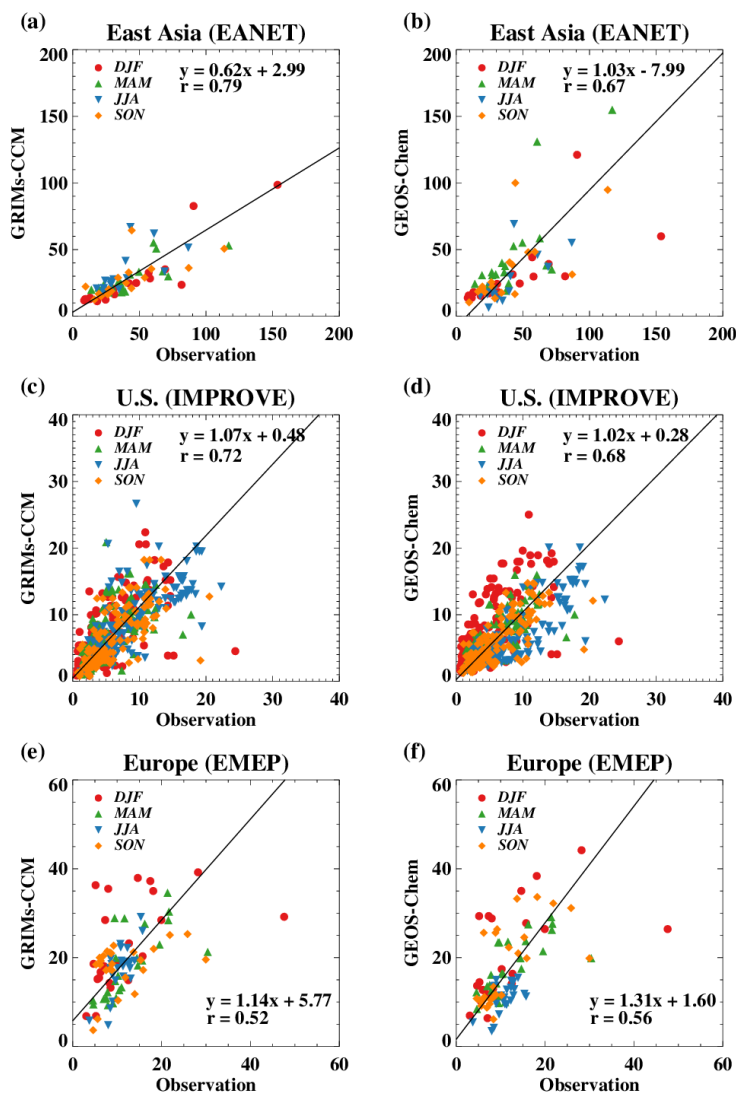 (a)
East Asia (EANET)
200
150
100
50
0
GRIMs-CCM
DJF
MAM
JJA
SON
y = 0.62x + 2.99
r = 0.79
0 50 100 150 200
Observation
(b)
East Asia (EANET)
200
150
100
50
0
GEOS-Chem
DJF
MAM
JJA
SON
y = 1.03x - 7.99
r = 0.67
0 50 100 150 200
Observation
(c)
U.S. (IMPROVE)
40
30
20
10
0
GRIMs-CCM
DJF
MAM
JJA
SON
y = 1.07x + 0.48
r = 0.72
0 10 20 30 40
Observation
(d)
U.S. (IMPROVE)
40
30
20
10
0
GEOS-Chem
DJF
MAM
JJA
SON
y = 1.02x + 0.28
r = 0.68
0 10 20 30 40
Observation
(e)
Europe (EMEP)
60
40
20
0
GRIMs-CCM
DJF
MAM
JJA
SON
y = 1.14x + 5.77
r = 0.52
0 20 40 60
Observation
(f)
Europe (EMEP)
60
40
20
0
GEOS-Chem
DJF
MAM
JJA
SON
y = 1.31x + 1.60
r = 0.56
0 20 40 60
Observation